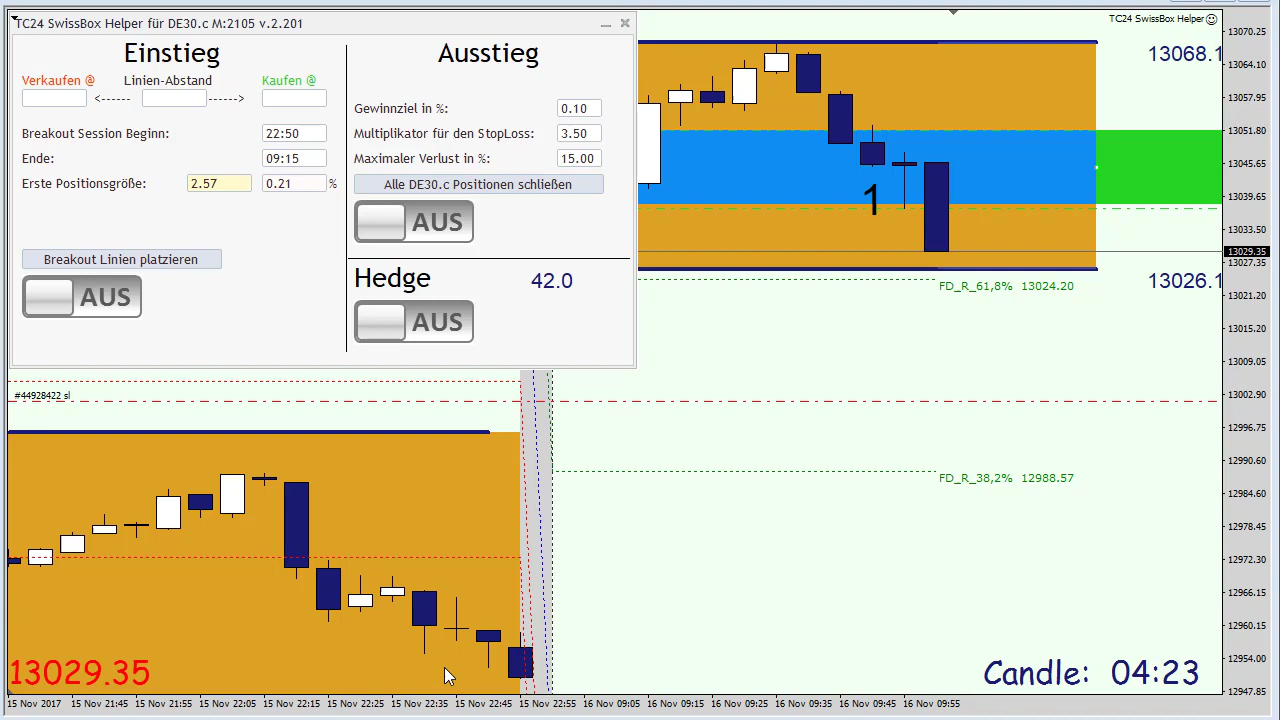 TC24 SwissBox Helper für DE30.c M:2105 v.2.201
Einstieg
Verkaufen @ Linien-Abstand Kaufen @
<------ ------>
Breakout Session Beginn: 22:50
Ende: 09:15
Erste Positionsgröße: 2.57 0.21 %
Breakout Linien platzieren
AUS
Ausstieg
Gewinnziel in %: 0.10
Multiplikator für den StopLoss: 3.50
Maximaler Verlust in %: 15.00
Alle DE30.c Positionen schließen
AUS
Hedge 42.0
AUS
TC24 SwissBox Helper
13068.1
1
13026.1
FD_R_61,8% 13024.20
#44928422 sl
FD_R_38,2% 12988.57
13029.35
Candle: 04:23
13070.25
13064.10
13057.95
13051.80
13045.65
13039.65
13033.50
13029.35
13027.35
13021.20
13015.20
13009.05
13002.90
12996.75
12990.60
12984.60
12978.45
12972.30
12966.15
12960.15
12954.00
12947.85
15 Nov 2017 15 Nov 21:45 15 Nov 21:55 15 Nov 22:05 15 Nov 22:15 15 Nov 22:25 15 Nov 22:35 15 Nov 22:45 15 Nov 22:55 16 Nov 09:05 16 Nov 09:15 16 Nov 09:25 16 Nov 09:35 16 Nov 09:45 16 Nov 09:55